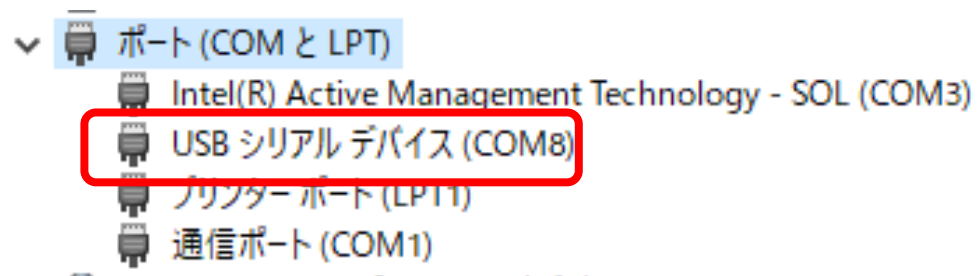 ポート (COM と LPT)
Intel(R) Active Management Technology - SOL (COM3)
USB シリアル デバイス (COM8)
プリンター ポート (LPT1)
通信ポート (COM1)